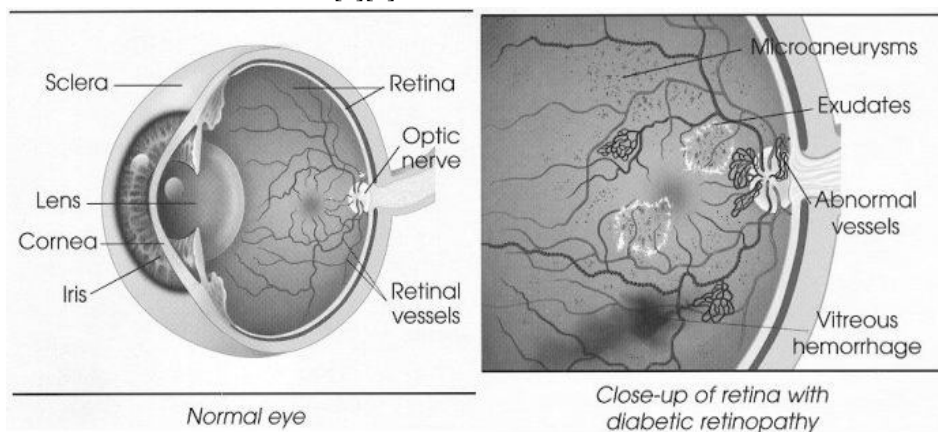 Sclera
Retina
Optic
nerve
Lens
Cornea
Iris
Retinal
vessels
Normal eye
Microaneurysms
Exudates
Abnormal
vessels
Vitreous
hemorrhage
Close-up of retina with
diabetic retinopathy